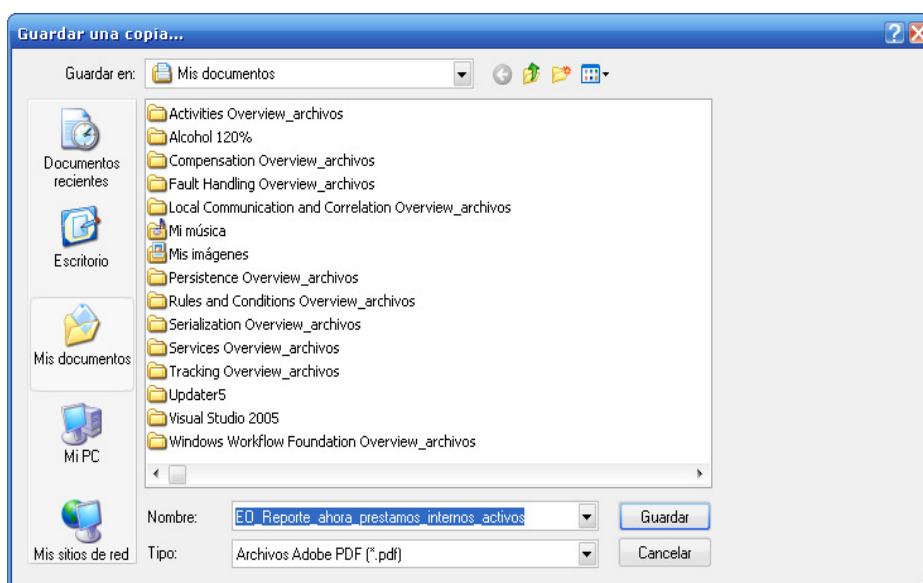 Guardar una copia...
Guardar en: Mis documentos
Documentos recientes
Escritorio
Mis documentos
Mi PC
Mis sitios de red
Activities Overview_archivos
Alcohol 120%
Compensation Overview_archivos
Fault Handling Overview_archivos
Local Communication and Correlation Overview_archivos
Mi música
Mis imágenes
Persistence Overview_archivos
Rules and Conditions Overview_archivos
Serialization Overview_archivos
Services Overview_archivos
Tracking Overview_archivos
Updater5
Visual Studio 2005
Windows Workflow Foundation Overview_archivos
Nombre: EO_Reporte_ahora_prestamos_internos_activos Guardar
Tipo: Archivos Adobe PDF (*.pdf) Cancelar